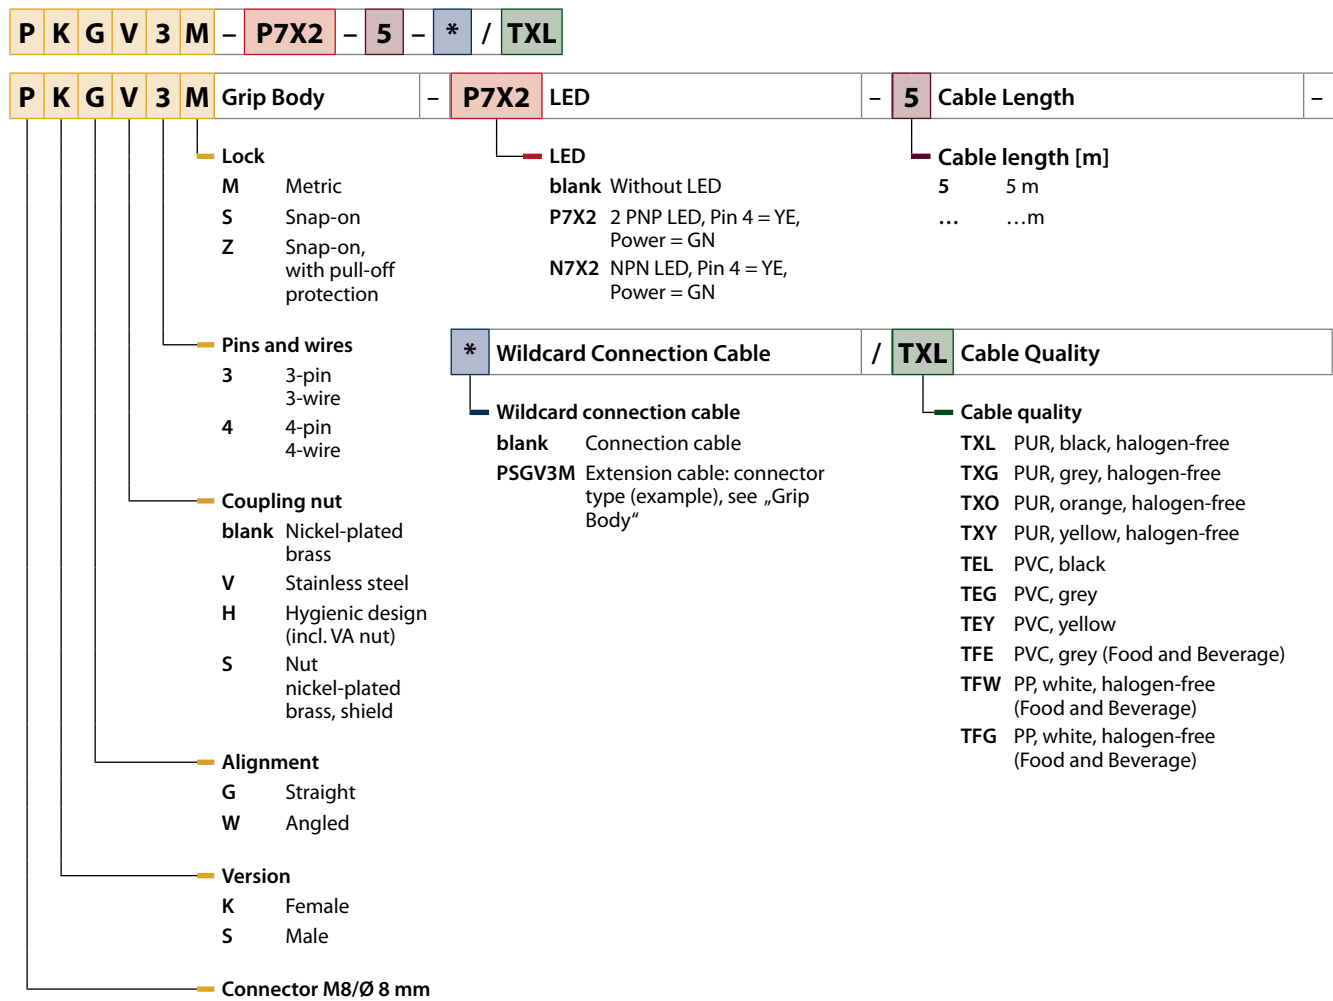 P K G V 3 M – P7X2 – 5 – * / TXL
P K G V 3 M Grip Body – P7X2 LED – 5 Cable Length –
Lock
M Metric
S Snap-on
Z Snap-on,
with pull-off
protection
Pins and wires
3 3-pin
3-wire
4 4-pin
4-wire
Coupling nut
blank Nickel-plated
brass
V Stainless steel
H Hygienic design
(incl. VA nut)
S Nut
nickel-plated
brass, shield
Alignment
G Straight
W Angled
Version
K Female
S Male
Connector M8/Ø 8 mm
LED
blank Without LED
P7X2 2 PNP LED, Pin 4 = YE,
Power = GN
N7X2 NPN LED, Pin 4 = YE,
Power = GN
Cable length [m]
5 5 m
... ...m
* Wildcard Connection Cable / TXL Cable Quality
Wildcard connection cable
blank Connection cable
PSGV3M Extension cable: connector
type (example), see „Grip
Body“
Cable quality
TXL PUR, black, halogen-free
TXG PUR, grey, halogen-free
TXO PUR, orange, halogen-free
TXY PUR, yellow, halogen-free
TEL PVC, black
TEG PVC, grey
TEY PVC, yellow
TFE PVC, grey (Food and Beverage)
TFW PP, white, halogen-free
(Food and Beverage)
TFG PP, white, halogen-free
(Food and Beverage)